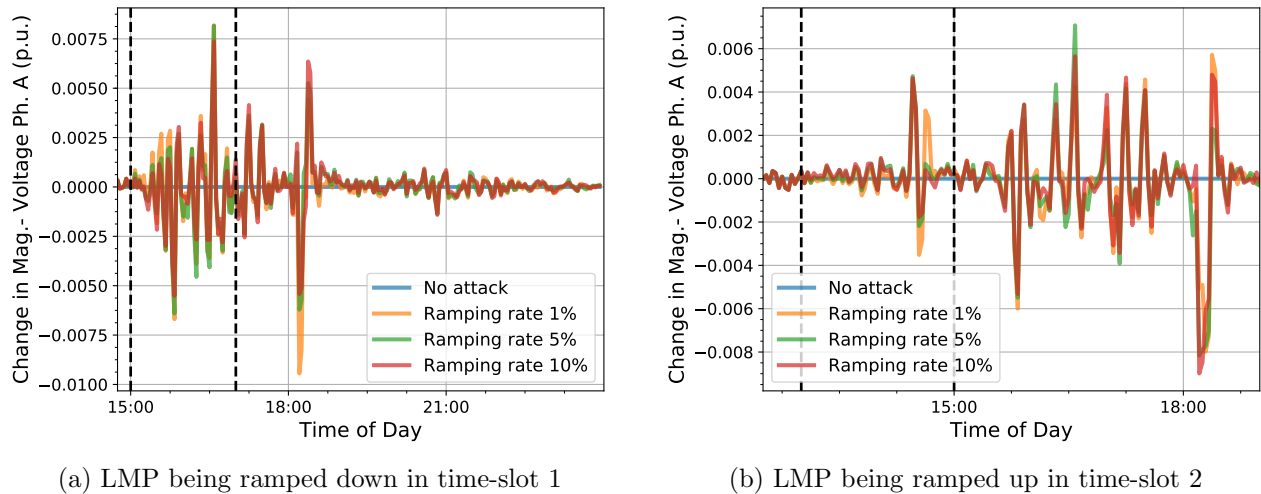 Change in Mag.- Voltage Ph. A (p.u.)
0.0075
0.0050
0.0025
0.0000
−0.0025
−0.0050
−0.0075
−0.0100
No attack
Ramping rate 1%
Ramping rate 5%
Ramping rate 10%
15:00
18:00
21:00
Time of Day
(a) LMP being ramped down in time-slot 1
Change in Mag.- Voltage Ph. A (p.u.)
0.006
0.004
0.002
0.000
−0.002
−0.004
−0.006
−0.008
No attack
Ramping rate 1%
Ramping rate 5%
Ramping rate 10%
15:00
18:00
Time of Day
(b) LMP being ramped up in time-slot 2